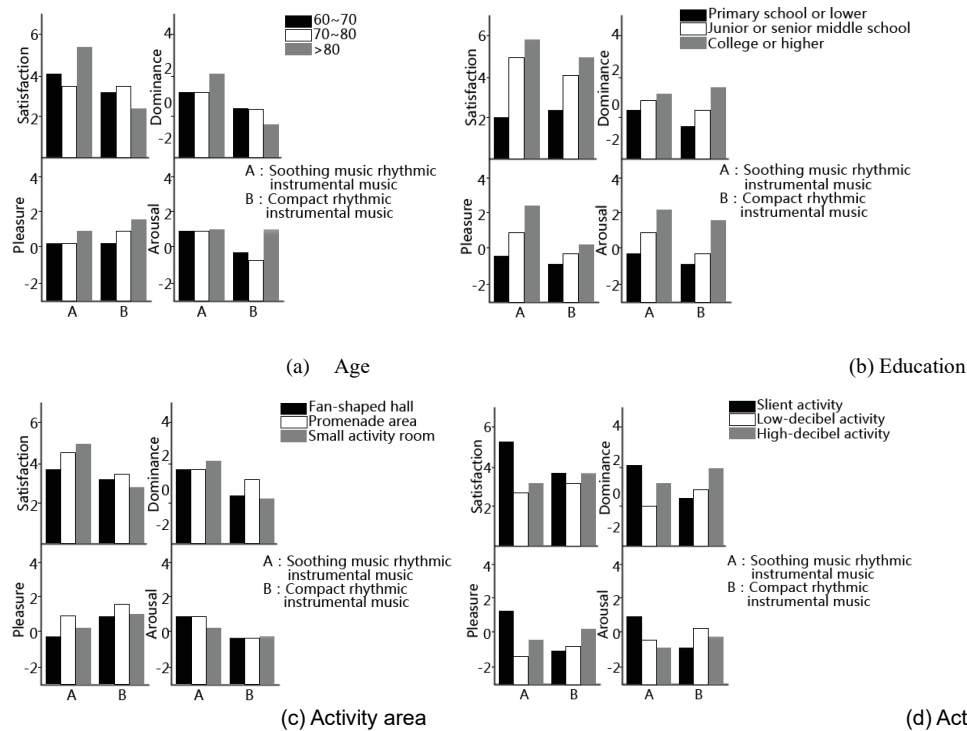 60~70
70~80
>80
Satisfaction
6
4
2
Dominance
4
2
0
-2
A : Soothing music rhythmic
instrumental music
B : Compact rhythmic
instrumental music
Pleasure
4
2
0
-2
Arousal
4
2
0
-2
A
B
A
B
(a) Age
Primary school or lower
Junior or senior middle school
College or higher
Satisfaction
6
4
2
Dominance
4
2
0
-2
A : Soothing music rhythmic
instrumental music
B : Compact rhythmic
instrumental music
Pleasure
4
2
0
-2
Arousal
4
2
0
-2
A
B
A
B
(b) Education
Fan-shaped hall
Promenade area
Small activity room
Satisfaction
6
4
2
Dominance
4
2
0
-2
A : Soothing music rhythmic
instrumental music
B : Compact rhythmic
instrumental music
Pleasure
4
2
0
-2
Arousal
4
2
0
-2
A
B
A
B
(c) Activity area
Slient activity
Low-decibel activity
High-decibel activity
Satisfaction
6
4
2
Dominance
4
2
0
-2
A : Soothing music rhythmic
instrumental music
B : Compact rhythmic
instrumental music
Pleasure
4
2
0
-2
Arousal
4
2
0
-2
A
B
A
B
(d) Act